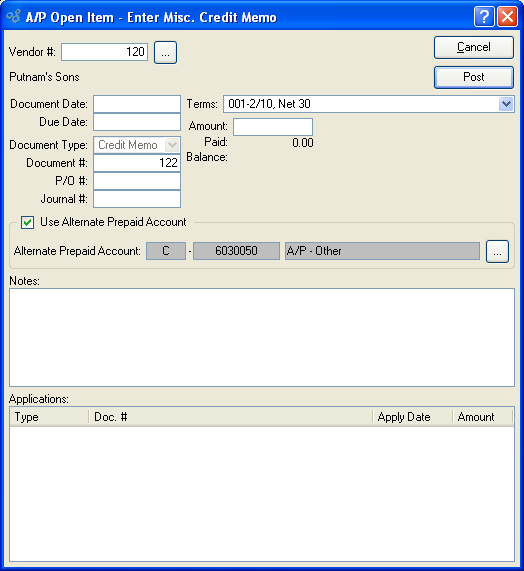 A/P Open Item - Enter Misc. Credit Memo
Vendor #: 120 ... Cancel
Putnam's Sons Post
Document Date: Terms: 001-2/10, Net 30
Due Date: Amount:
Document Type: Credit Memo Paid: 0.00
Document #: 122 Balance:
P/O #:
Journal #:
Use Alternate Prepaid Account
Alternate Prepaid Account: C - 6030050 A/P - Other ...
Notes:
Applications:
Type Doc. # Apply Date Amount